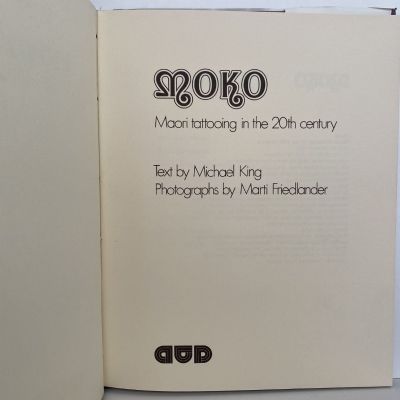 MOKO
Maori tattooing in the 20th century
Text by Michael King
Photographs by Marti Friedlander
aup